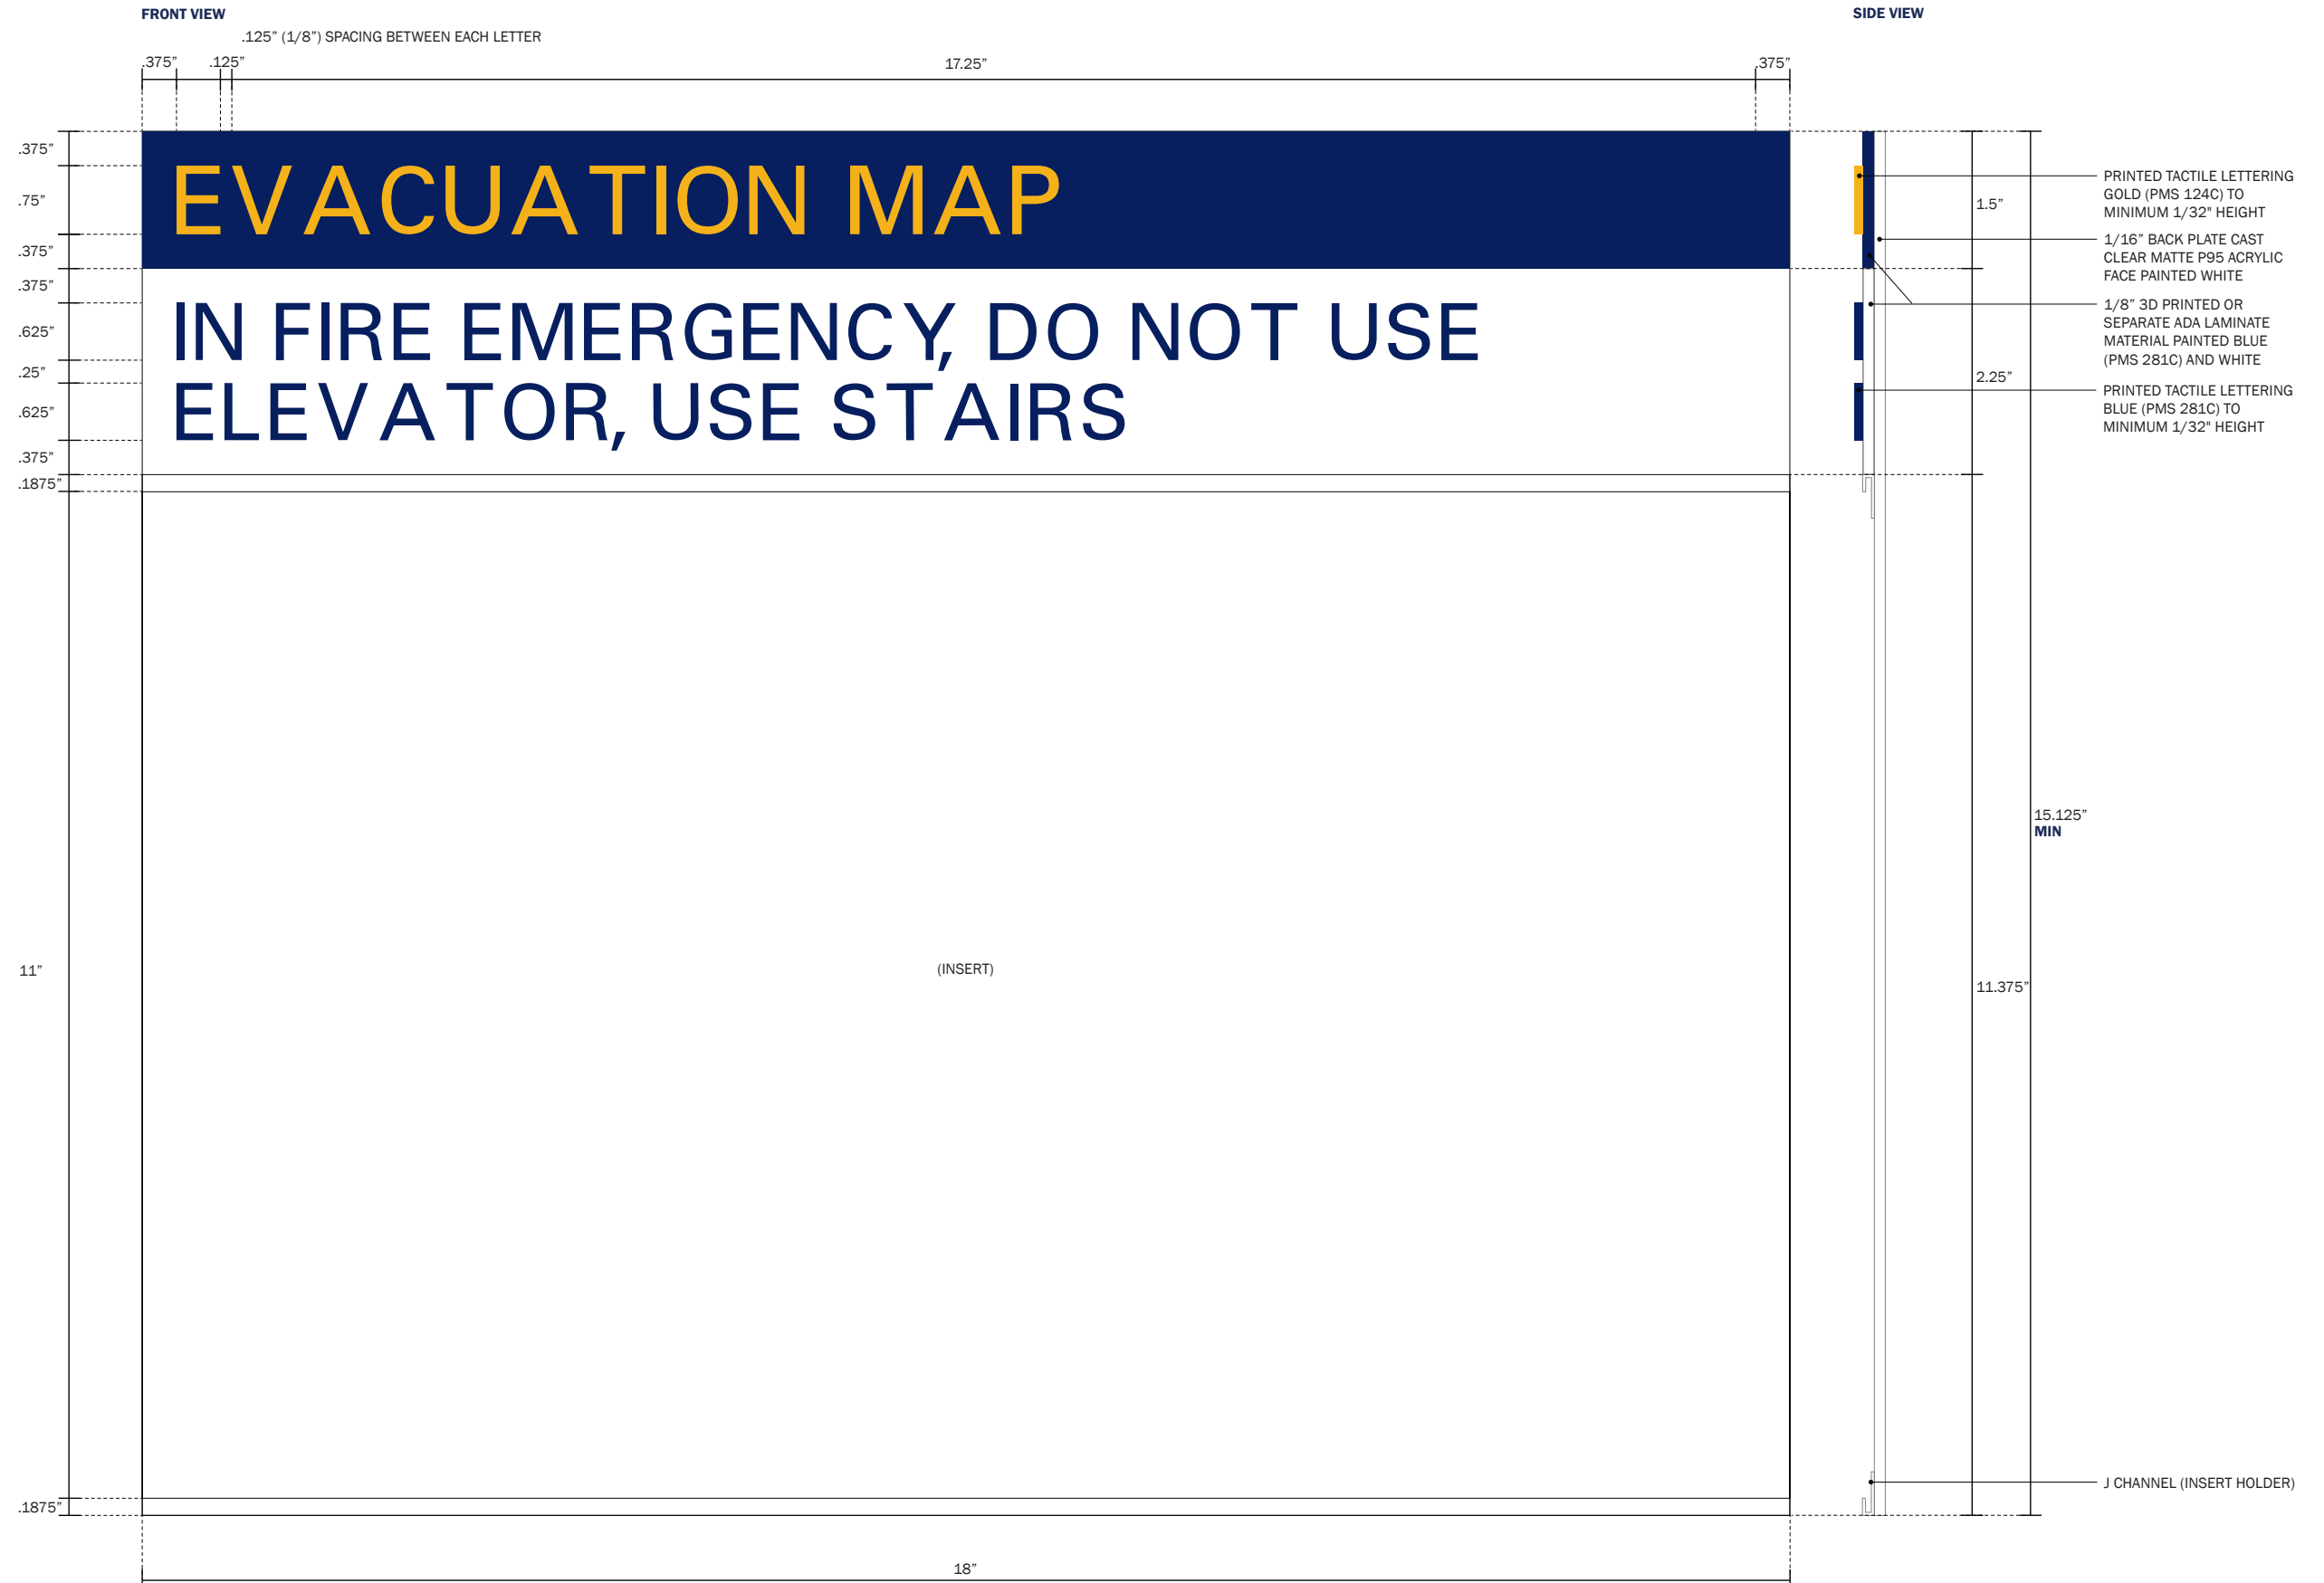 FRONT VIEW
SIDE VIEW
.125” (1/8”) SPACING BETWEEN EACH LETTER
.375”
.125”
17.25”
.375”
.375”
.75”
.375”
.375”
.625”
.25”
.625”
.375”
.1875”
11”
.1875”
EVACUATION MAP
IN FIRE EMERGENCY, DO NOT USE
ELEVATOR, USE STAIRS
(INSERT)
18”
1.5”
2.25”
11.375”
15.125”
MIN
PRINTED TACTILE LETTERING
GOLD (PMS 124C) TO
MINIMUM 1/32" HEIGHT
1/16” BACK PLATE CAST
CLEAR MATTE P95 ACRYLIC
FACE PAINTED WHITE
1/8” 3D PRINTED OR
SEPARATE ADA LAMINATE
MATERIAL PAINTED BLUE
(PMS 281C) AND WHITE
PRINTED TACTILE LETTERING
BLUE (PMS 281C) TO
MINIMUM 1/32" HEIGHT
J CHANNEL (INSERT HOLDER)